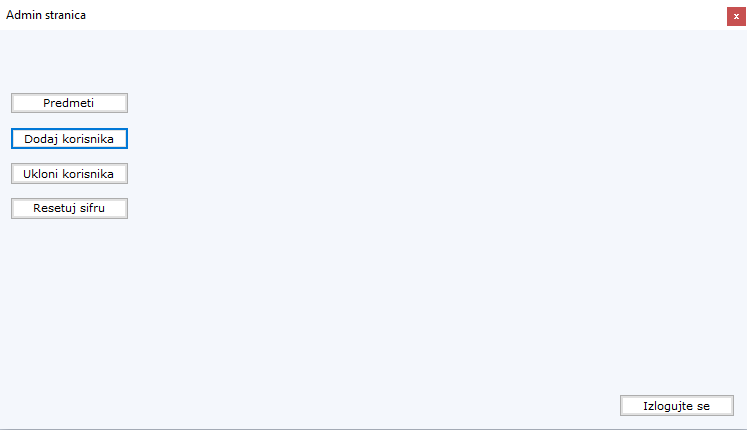 Admin stranica
x
Predmeti
Dodaj korisnika
Ukloni korisnika
Resetuj sifru
Izlogujte se